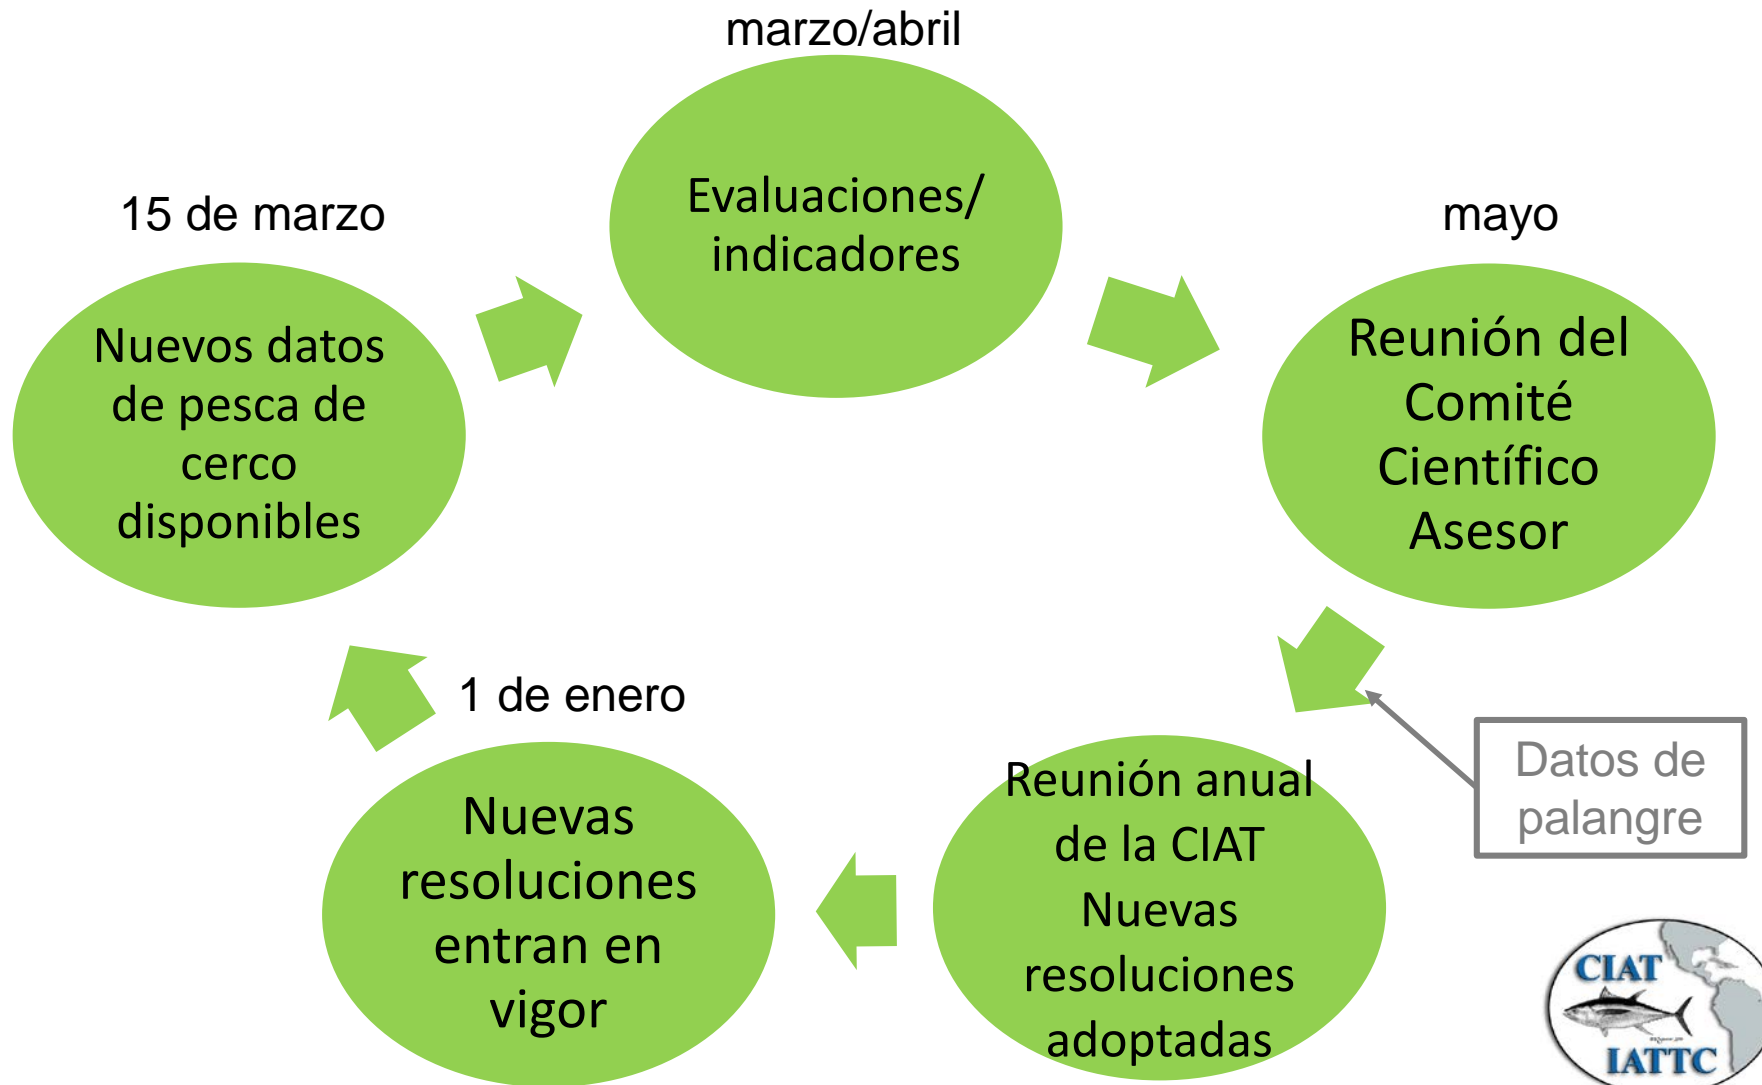 marzo/abril
Evaluaciones/
indicadores
15 de marzo
Nuevos datos
de pesca de
cerco
disponibles
mayo
Reunión del
Comité
Científico
Asesor
Datos de
palangre
Reunión anual
de la CIAT
Nuevas
resoluciones
adoptadas
1 de enero
Nuevas
resoluciones
entran en
vigor
CIAT
IATTC